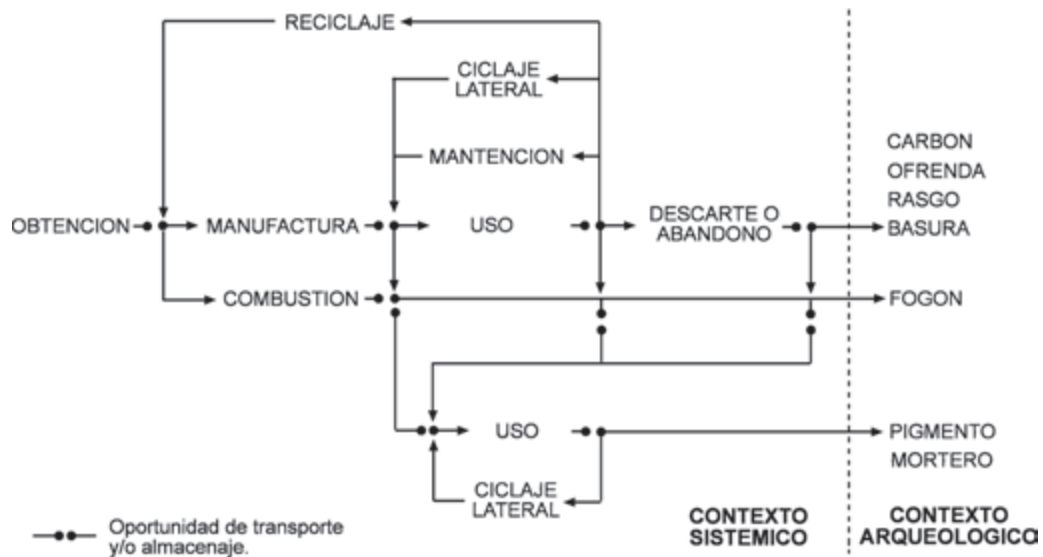 RECICLAJE
CICLAJE
LATERAL
MANTENCION
CARBON
OFRENDA
RASGO
BASURA
OBTENCION
MANUFACTURA
USO
DESCARTE O
ABANDONO
COMBUSTION
FOGON
USO
PIGMENTO
MORTERO
CICLAJE
LATERAL
Oportunidad de transporte
y/o almacenaje.
CONTEXTO
SISTEMICO
CONTEXTO
ARQUEOLOGICO